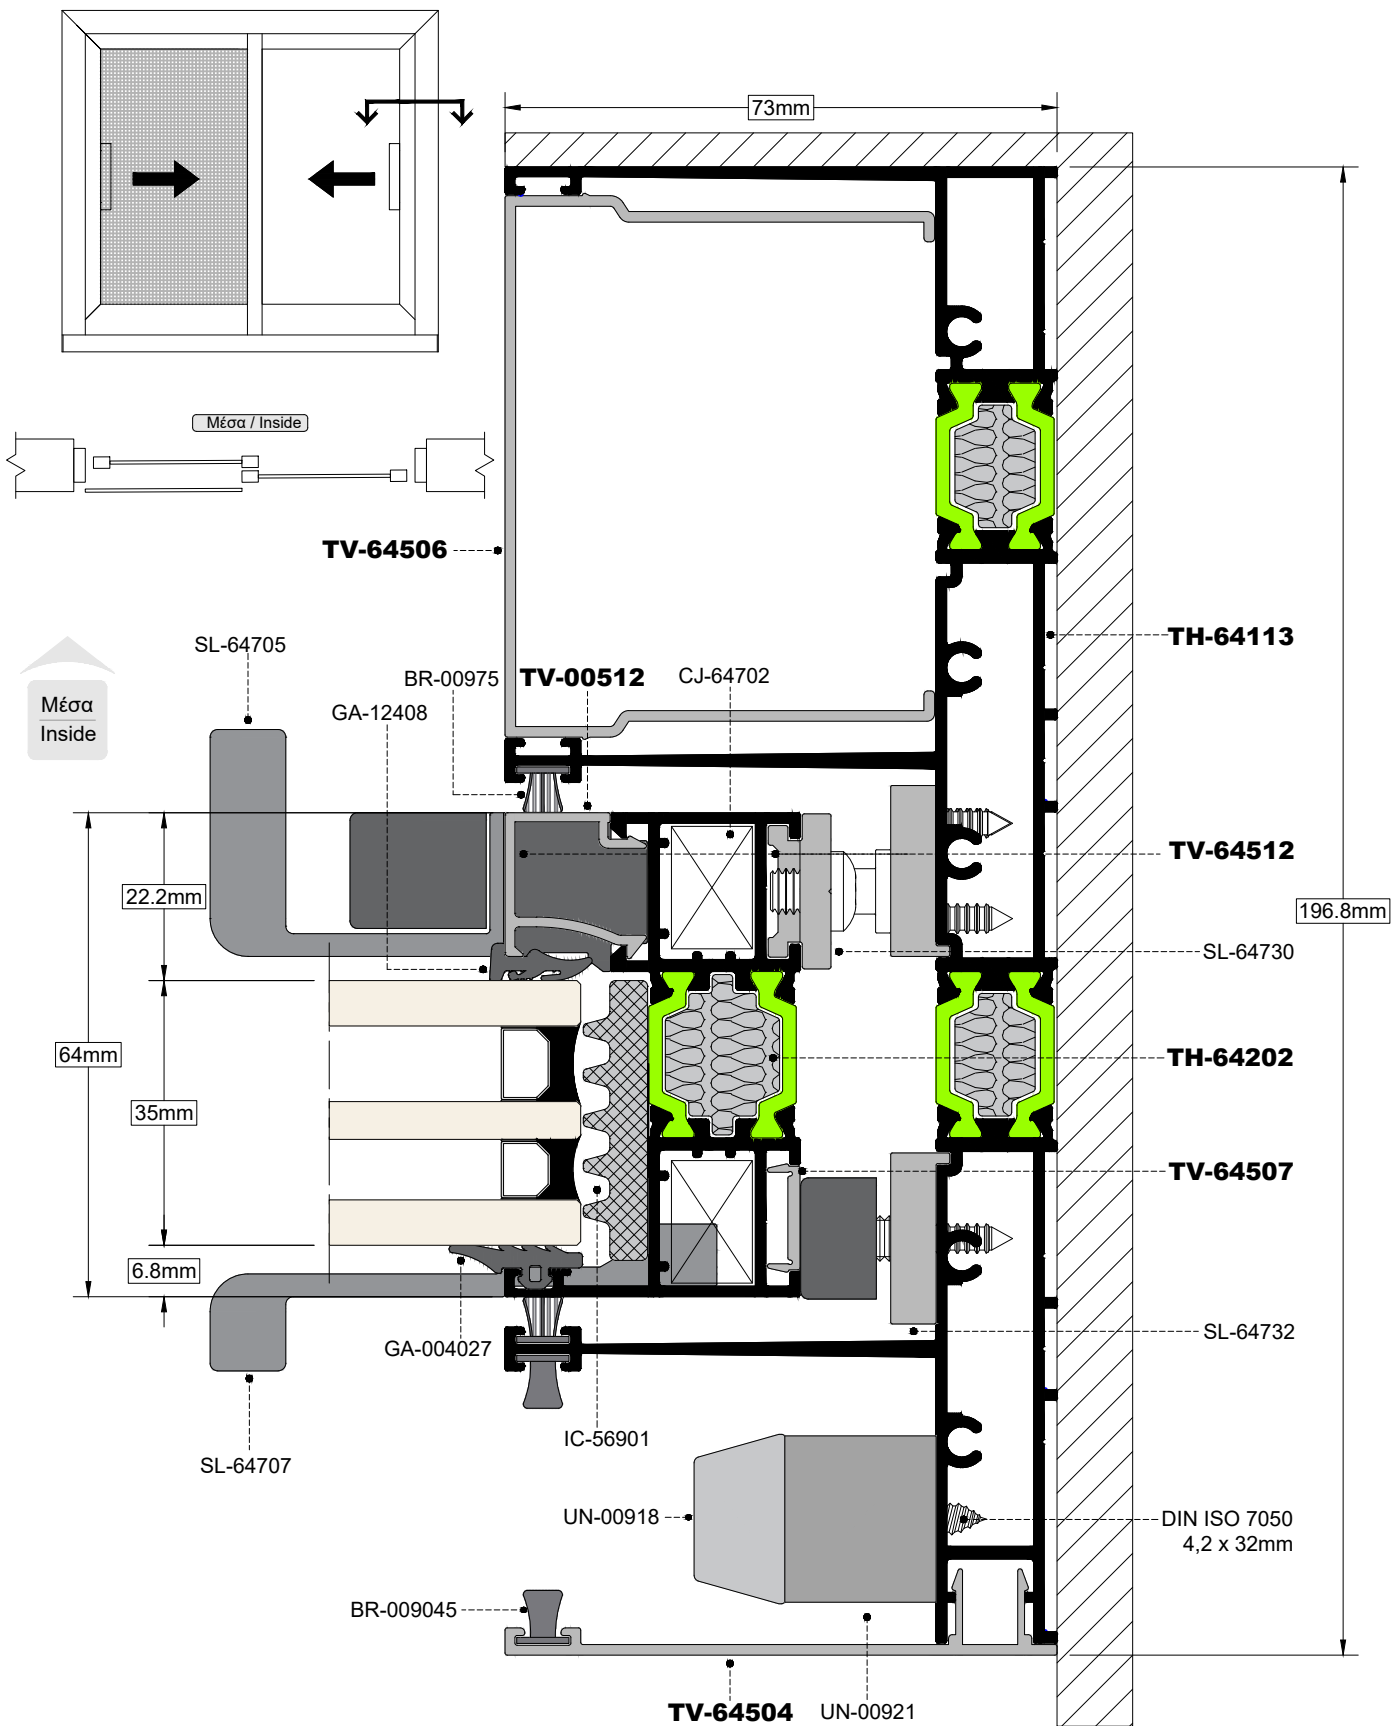 73mm
Μέσα / Inside
TV-64506
TH-64113
SL-64705
BR-00975
TV-00512
CJ-64702
GA-12408
Μέσα
Inside
TV-64512
22.2mm
196.8mm
SL-64730
64mm
TH-64202
35mm
TV-64507
6.8mm
SL-64732
GA-004027
IC-56901
SL-64707
UN-00918
DIN ISO 7050
4,2 x 32mm
BR-009045
TV-64504
UN-00921